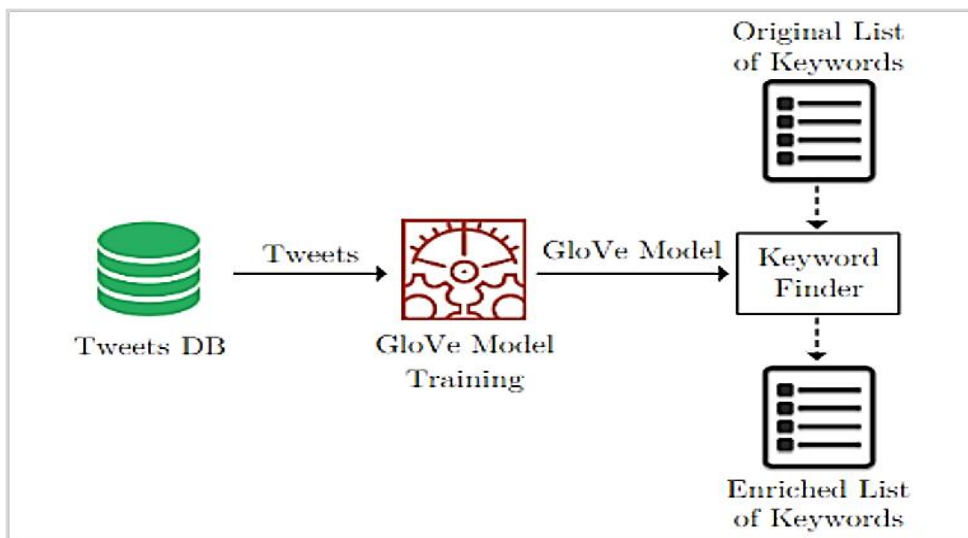 Original List
of Keywords
Tweets
GloVe Model
Keyword
Finder
Tweets DB
GloVe Model
Training
Enriched List
of Keywords